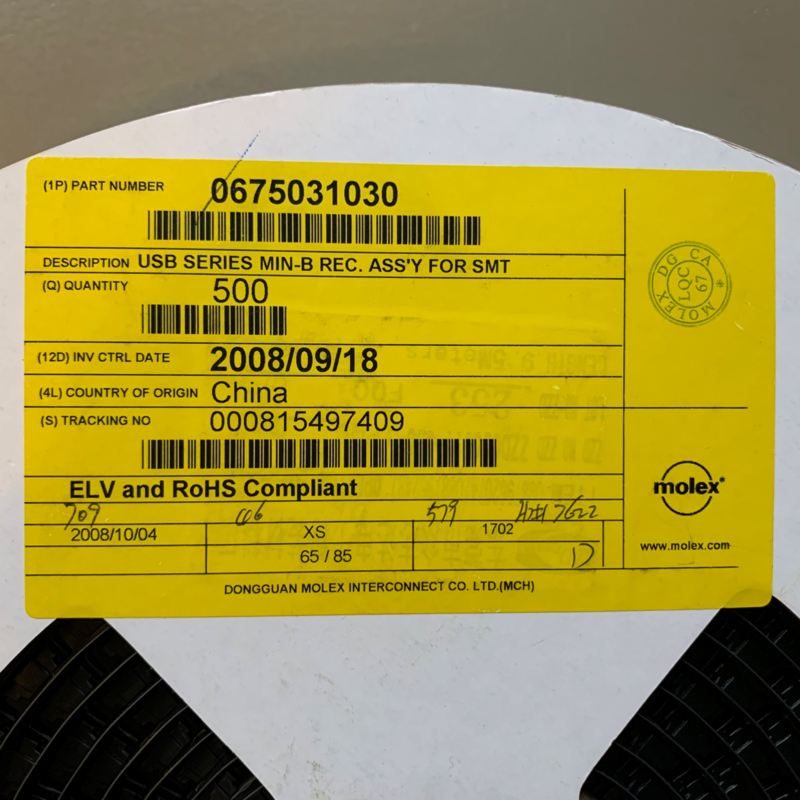 (1P) PART NUMBER 0675031030
DESCRIPTION USB SERIES MIN-B REC. ASS'Y FOR SMT
(Q) QUANTITY 500
(12D) INV CTRL DATE 2008/09/18
(4L) COUNTRY OF ORIGIN China
(S) TRACKING NO 000815497409
ELV and RoHS Compliant
709 06 579 7622
2008/10/04 XS 1702
65 / 85 D
DONGGUAN MOLEX INTERCONNECT CO. LTD.(MCH)
MOLEX DG CA *
LQC
67
molex*
www.molex.com